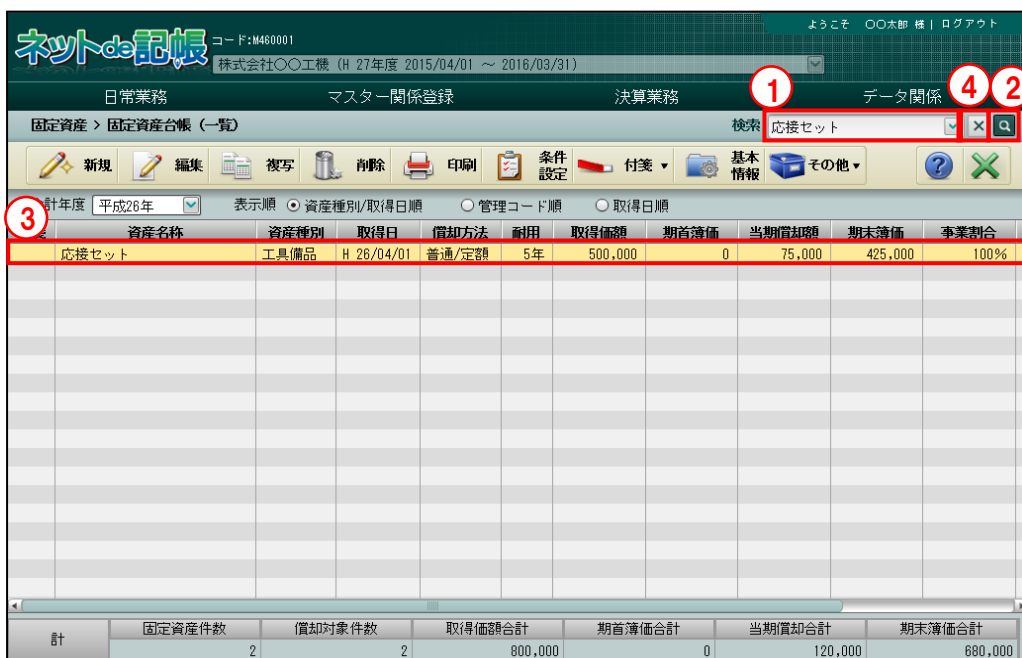 ようこそ 〇〇太郎 様 | ログアウト
ネットde記帳 コード:M460001
株式会社〇〇工機 (H 27年度 2015/04/01 ～ 2016/03/31)
日常業務 マスター関係登録 決算業務 データ関係
1 4 2
固定資産 > 固定資産台帳 (一覧) 検索 応接セット
新規 編集 複写 削除 印刷 条件設定 付箋 基本情報 その他
計年度 平成26年 表示順 資産種別/取得日順 管理コード順 取得日順
3
資産名称 資産種別 取得日 償却方法 耐用 取得価額 期首簿価 当期償却額 期末簿価 事業割合
応接セット 工具備品 H 26/04/01 普通/定額 5年 500,000 0 75,000 425,000 100%
計 固定資産件数 償却対象件数 取得価額合計 期首簿価合計 当期償却合計 期末簿価合計
2 2 800,000 0 120,000 680,000